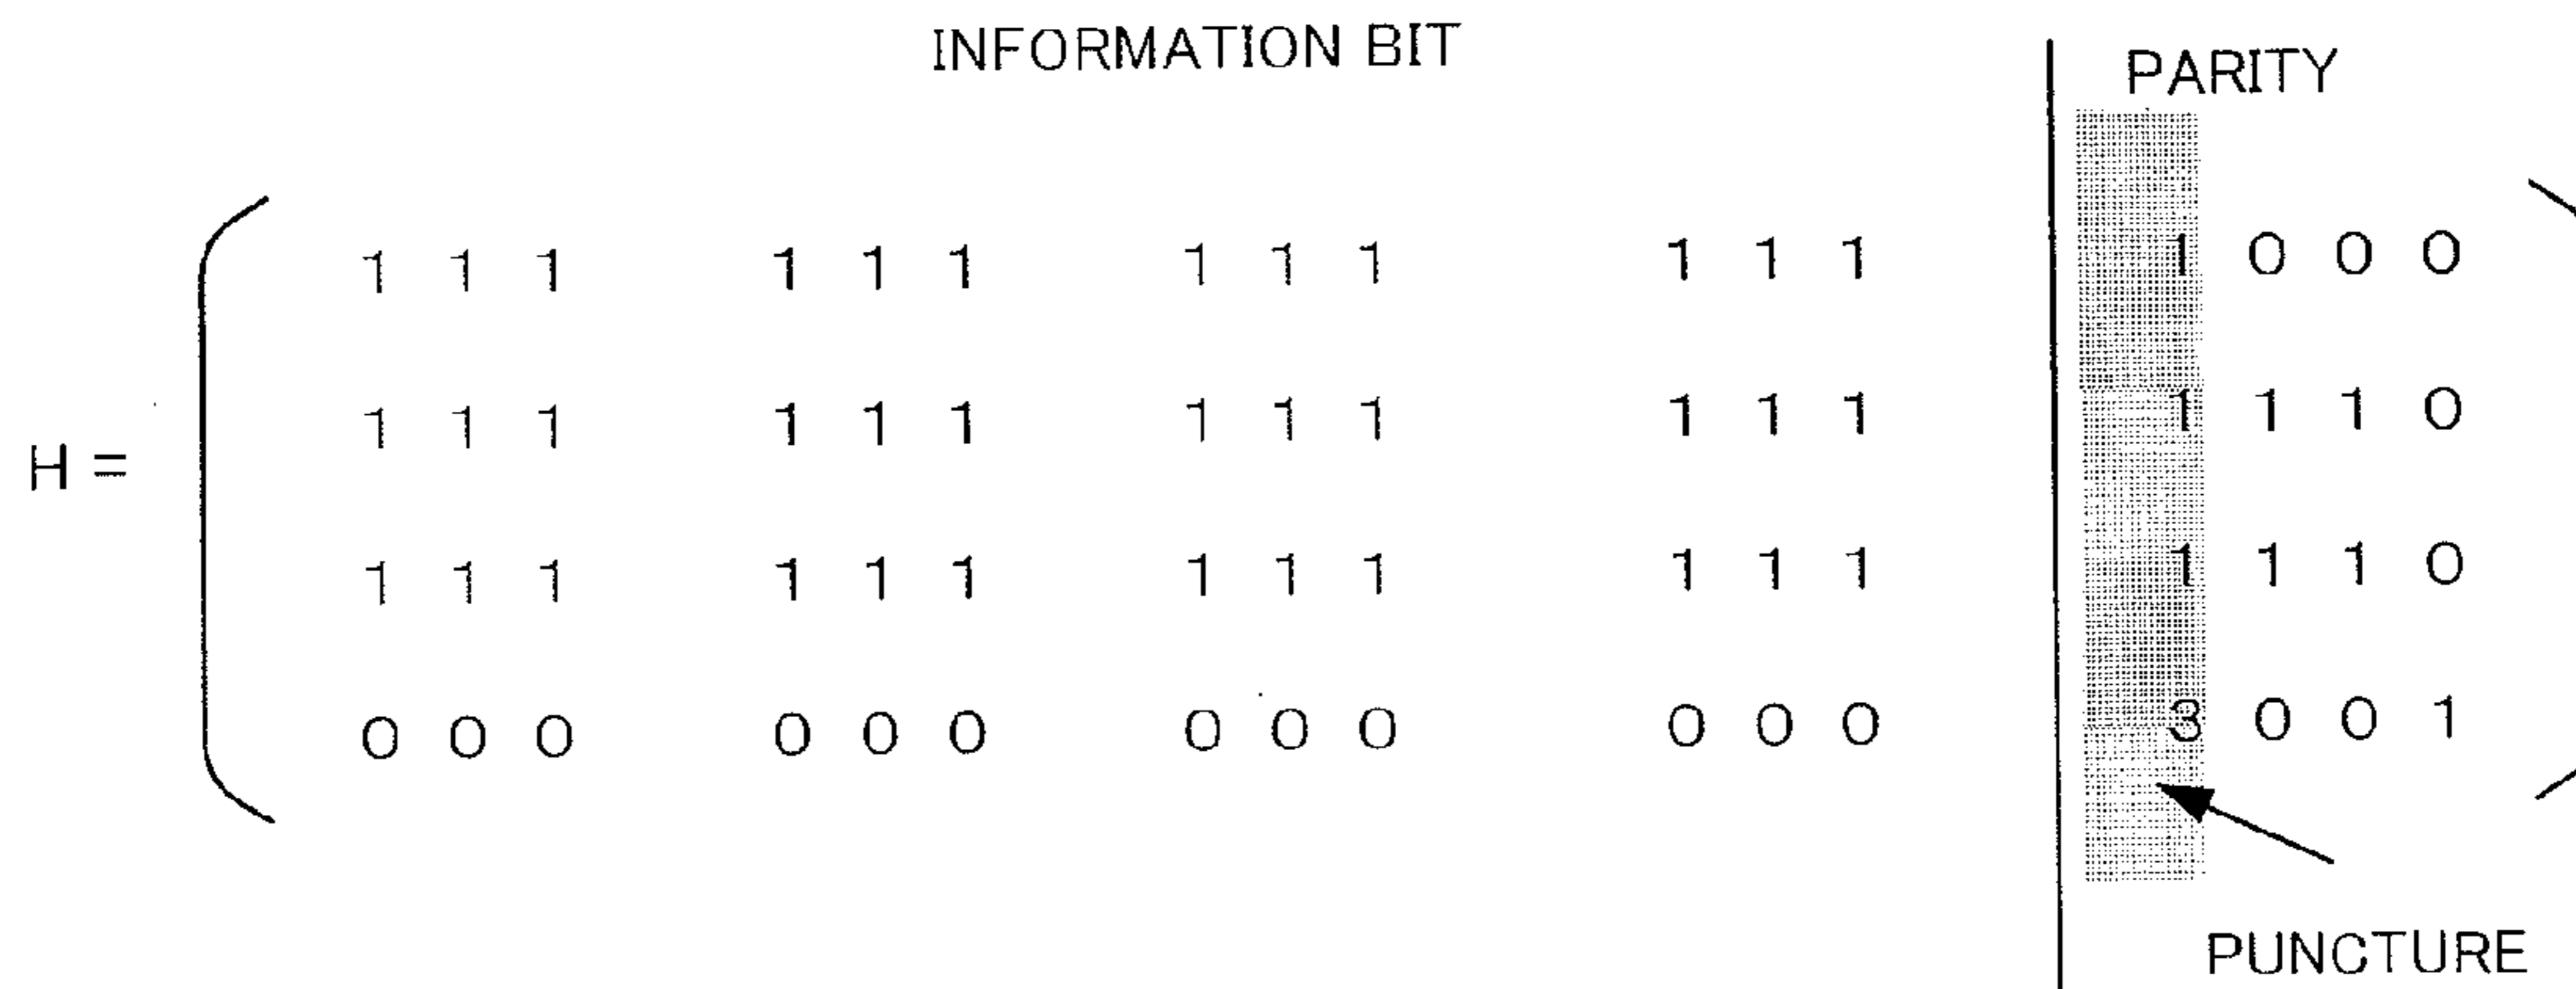 INFORMATION BIT
PARITY
1 1 1 1 1 1 1 1 1 1 1 1 1 0 0 0
1 1 1 1 1 1 1 1 1 1 1 1 1 1 1 0
H =
1 1 1 1 1 1 1 1 1 1 1 1 1 1 1 0
0 0 0 0 0 0 0 0 0 0 0 0 3 0 0 1
PUNCTURE